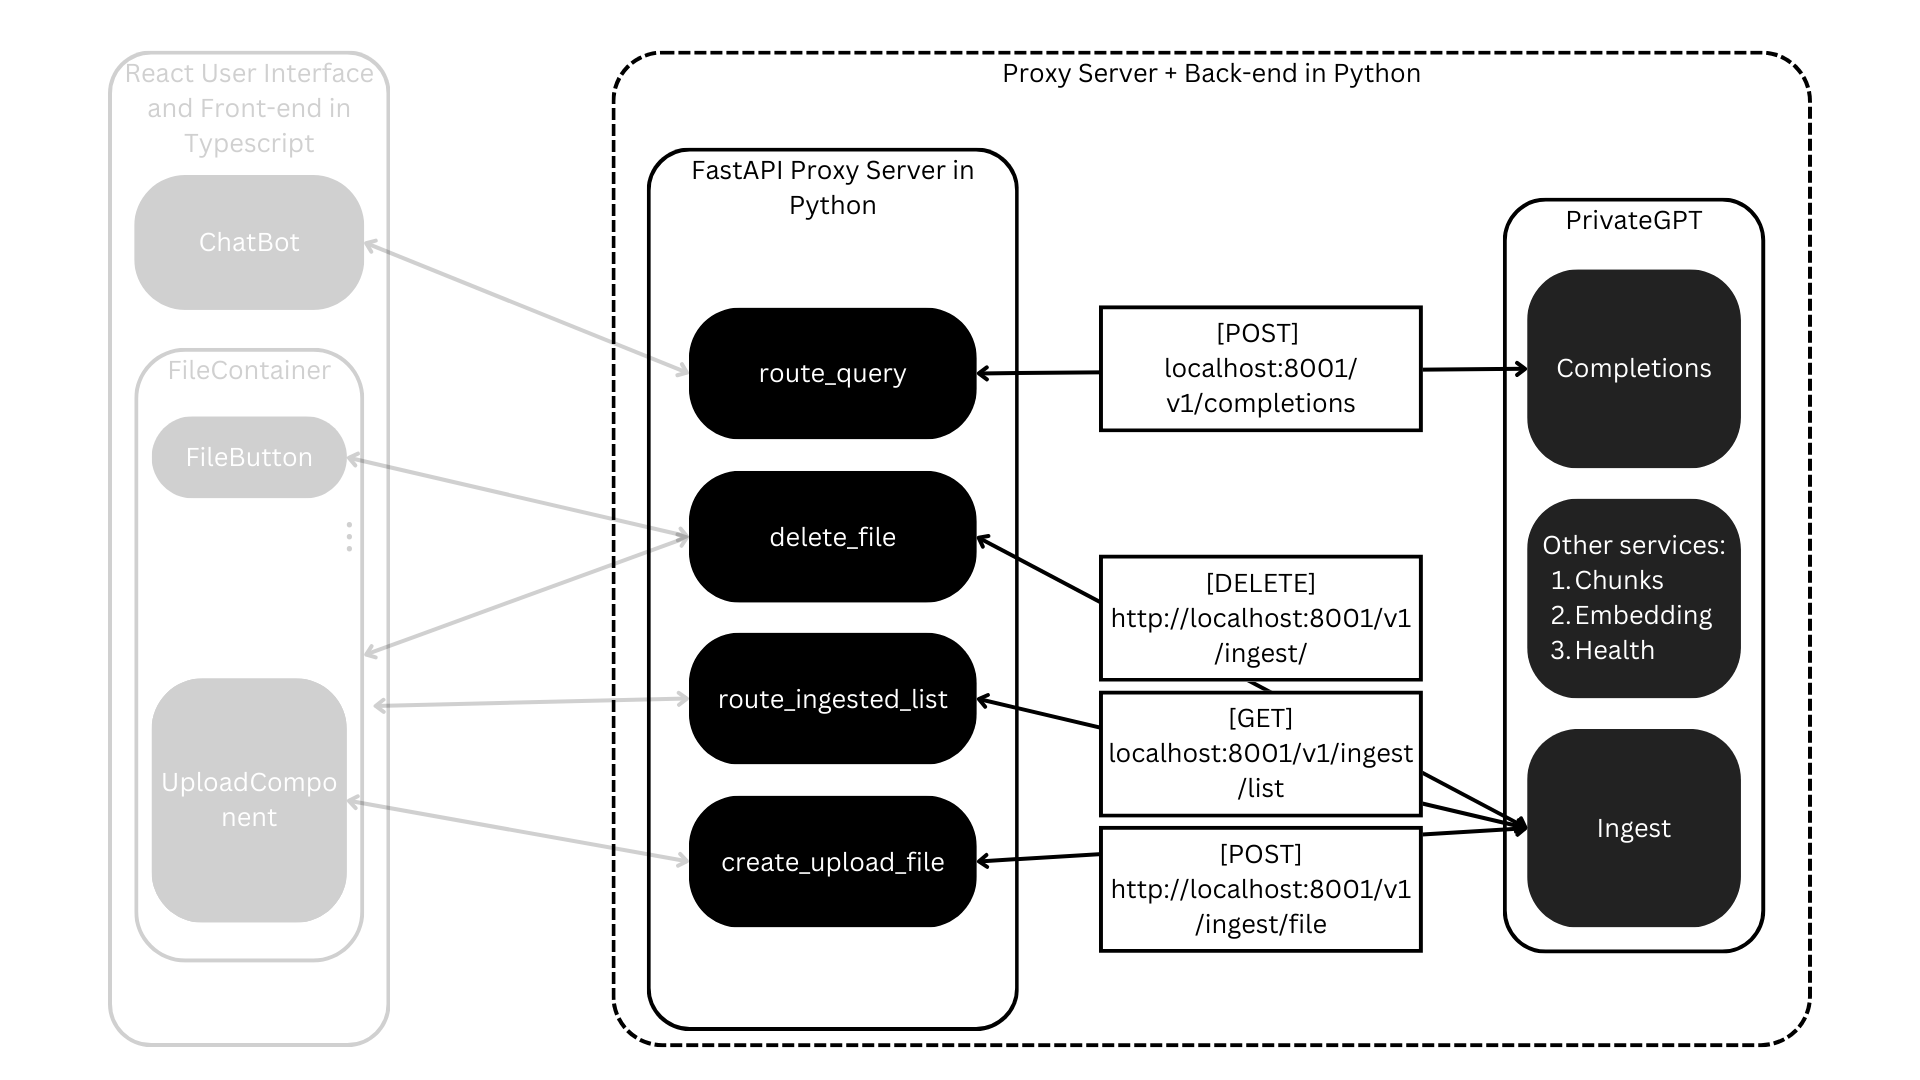 React User Interface
and Front-end in
Typescript
ChatBot
FileContainer
FileButton
UploadCompo
nent
Proxy Server + Back-end in Python
FastAPI Proxy Server in
Python
route_query
delete_file
route_ingested_list
create_upload_file
[POST]
localhost:8001/
v1/completions
[DELETE]
http://localhost:8001/v1
/ingest/
[GET]
localhost:8001/v1/ingest
/list
[POST]
http://localhost:8001/v1
/ingest/file
PrivateGPT
Completions
Other services:
1. Chunks
2. Embedding
3. Health
Ingest